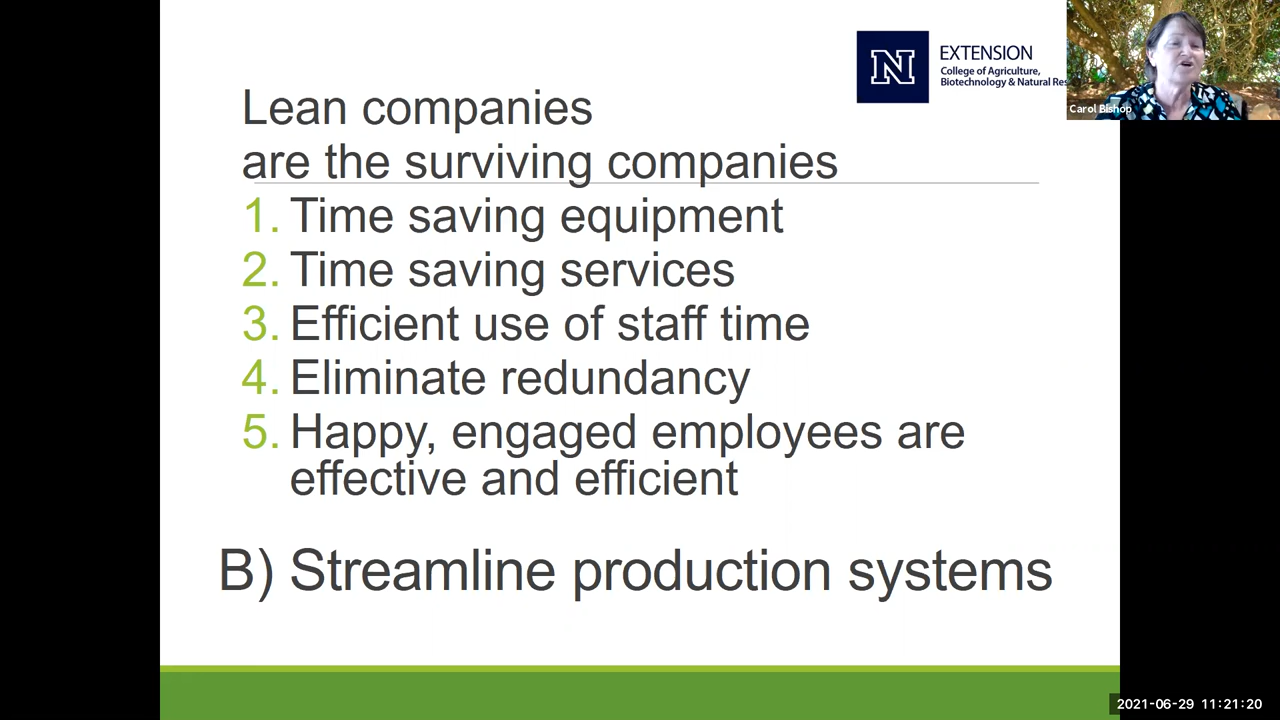 N
EXTENSION
College of Agriculture,
Biotechnology & Natural Res
Carol Bishop
Lean companies
are the surviving companies
1. Time saving equipment
2. Time saving services
3. Efficient use of staff time
4. Eliminate redundancy
5. Happy, engaged employees are
effective and efficient
B) Streamline production systems
2021-06-29 11:21:20